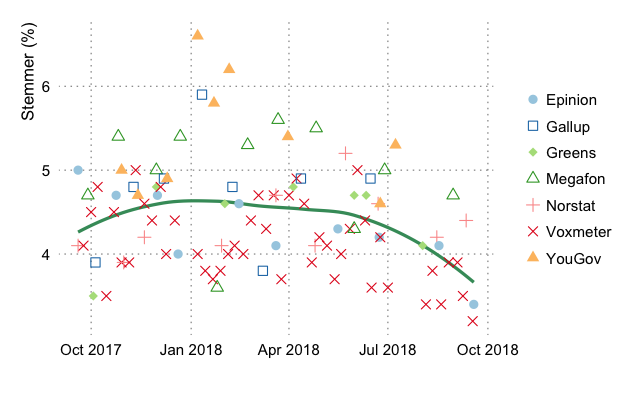 Stemmer (%)
6
5
4
Oct 2017
Jan 2018
Apr 2018
Jul 2018
Oct 2018
Epinion
Gallup
Greens
Megafon
Norstat
Voxmeter
YouGov